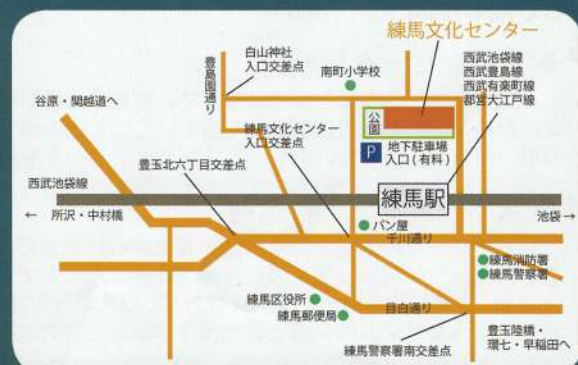 練馬文化センター
白山神社
入口交差点
豊島園通り
南町小学校
西武池袋線
西武豊島線
西武有楽町線
都営大江戸線
谷原・関越道へ
練馬文化センター
入口交差点
公園
P
地下駐車場
入口(有料)
豊玉北六丁目交差点
西武池袋線
練馬駅
← 所沢・中村橋
池袋→
パン屋
千川通り
練馬消防署
練馬警察署
練馬区役所
練馬郵便局
目白通り
豊玉陸橋・
環七・早稲田へ
練馬警察署南交差点